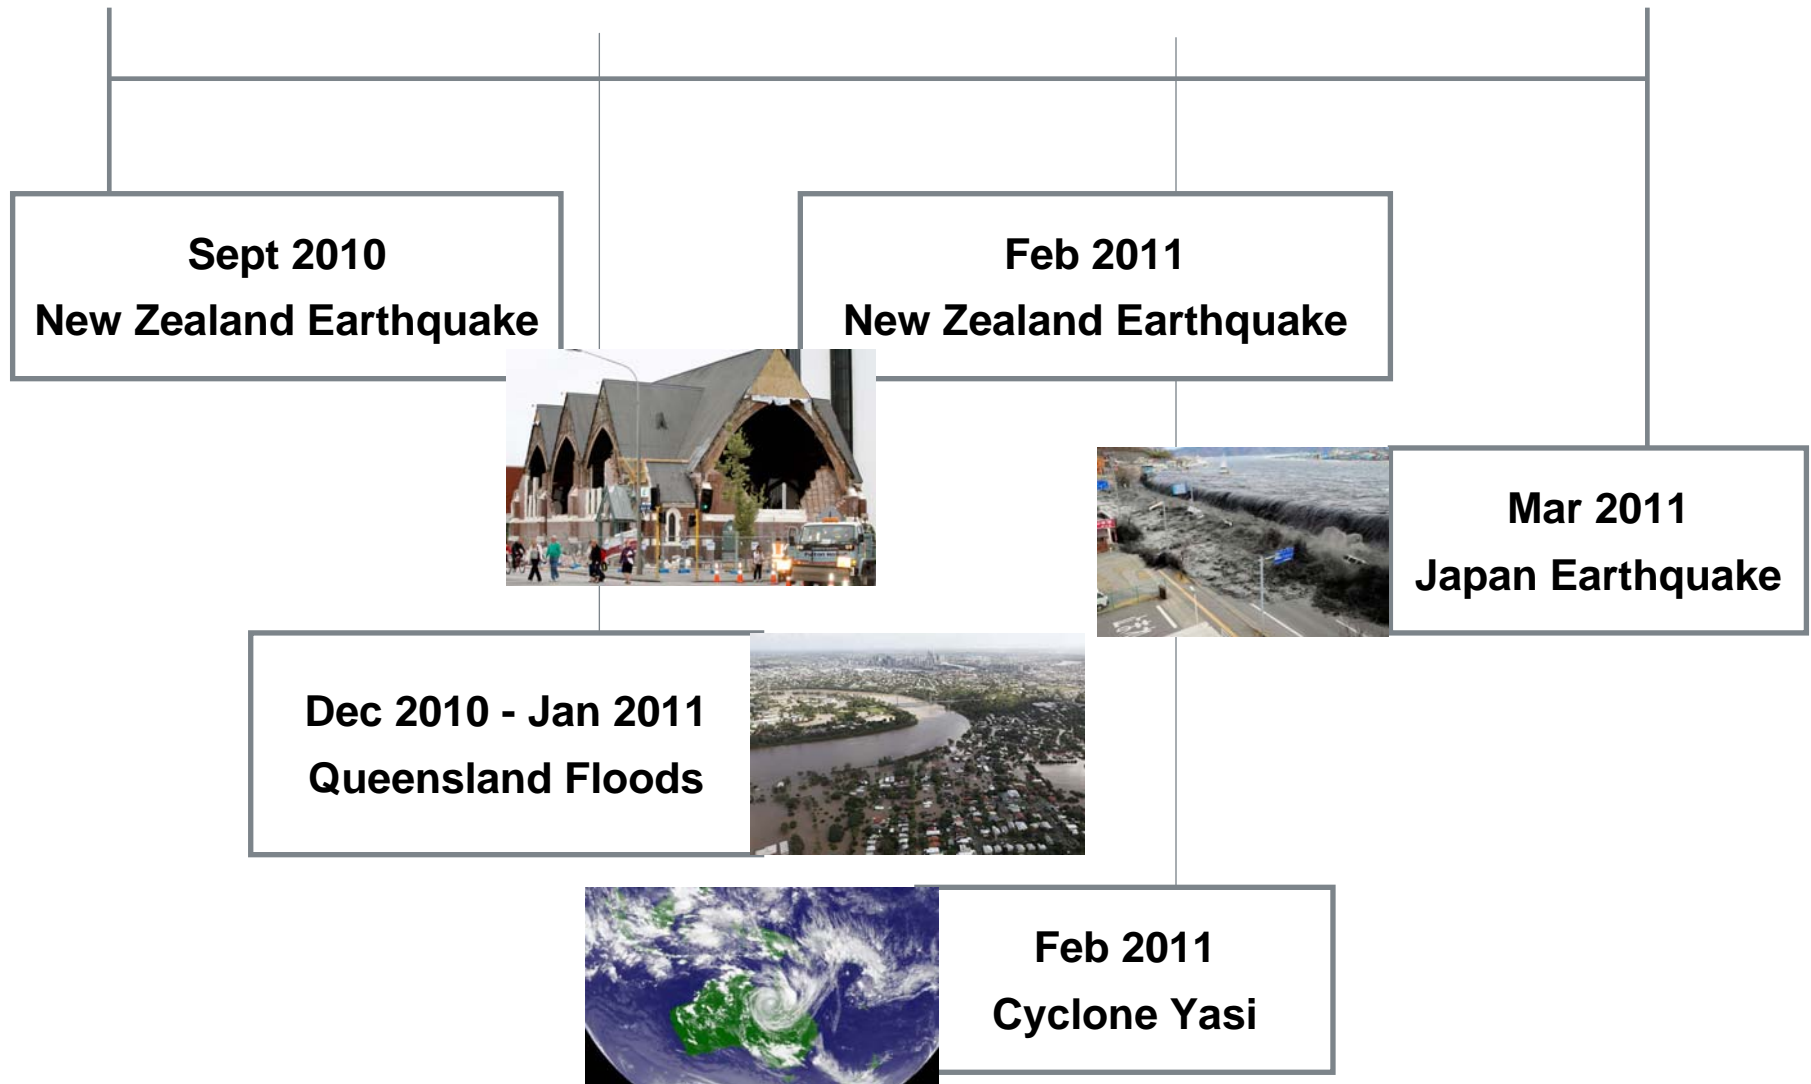 Sept 2010
New Zealand Earthquake
Feb 2011
New Zealand Earthquake
Mar 2011
Japan Earthquake
Dec 2010 - Jan 2011
Queensland Floods
Feb 2011
Cyclone Yasi